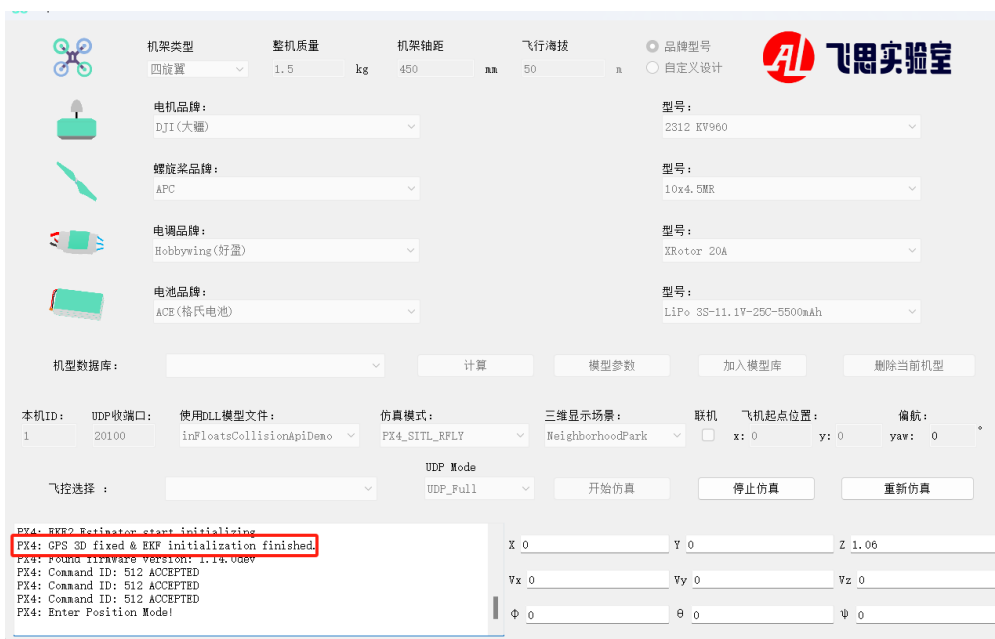 机架类型 整机质量 机架轴距 飞行海拔 品牌型号
四旋翼 1.5 kg 450 mm 50 m 自定义设计
飞思实验室
电机品牌: 型号:
DJI(大疆) 2312 KV960
螺旋桨品牌: 型号:
APC 10x4.5MR
电调品牌: 型号:
Hobbywing(好盈) XRotor 20A
电池品牌: 型号:
ACE(格氏电池) LiPo 3S-11.1V-25C-5500mAh
机型数据库: 计算 模型参数 加入模型库 删除当前机型
本机ID: UDP收端口: 使用DLL模型文件: 仿真模式: 三维显示场景: 联机 飞机起点位置: 偏航:
1 20100 inFloatsCollisionApiDemo PX4_SITL_RFLY NeighborhoodPark x: 0 y: 0 yaw: 0 °
UDP Mode
飞控选择 : UDP_Full 开始仿真 停止仿真 重新仿真
PX4: EKF2 Estimator start initializing
PX4: GPS 3D fixed & EKF initialization finished.
PX4: Found firmware version: 1.14.0dev
PX4: Command ID: 512 ACCEPTED
PX4: Command ID: 512 ACCEPTED
PX4: Command ID: 512 ACCEPTED
PX4: Enter Position Mode!
X 0 Y 0 Z 1.06
Vx 0 Vy 0 Vz 0
Φ 0 θ 0 ψ 0